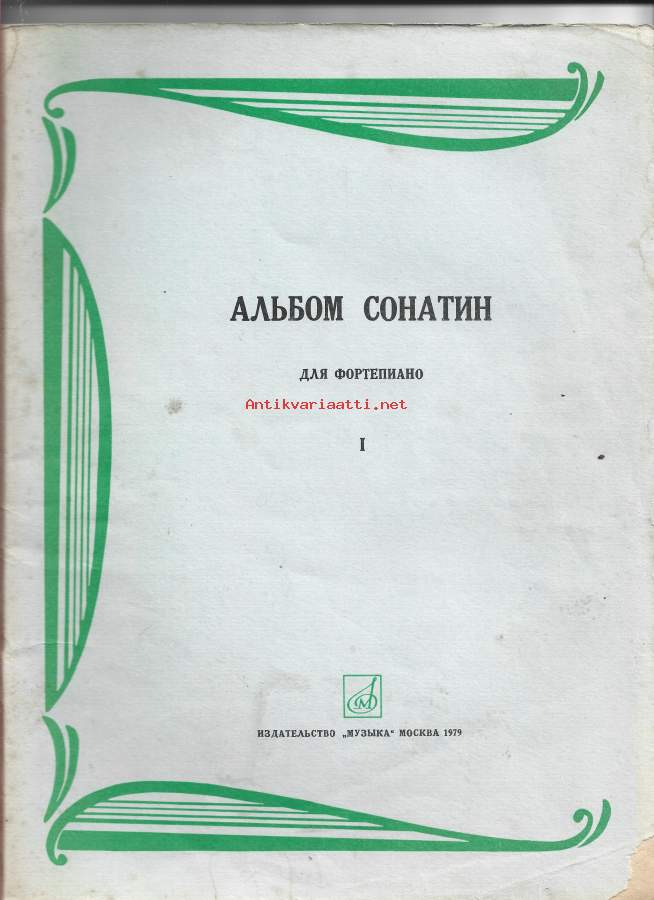 АЛЬБОМ СОНАТИН
ДЛЯ ФОРТЕПИАНО
Antikvariaatti.net
I
ИЗДАТЕЛЬСТВО „МУЗЫКА“ МОСКВА 1979